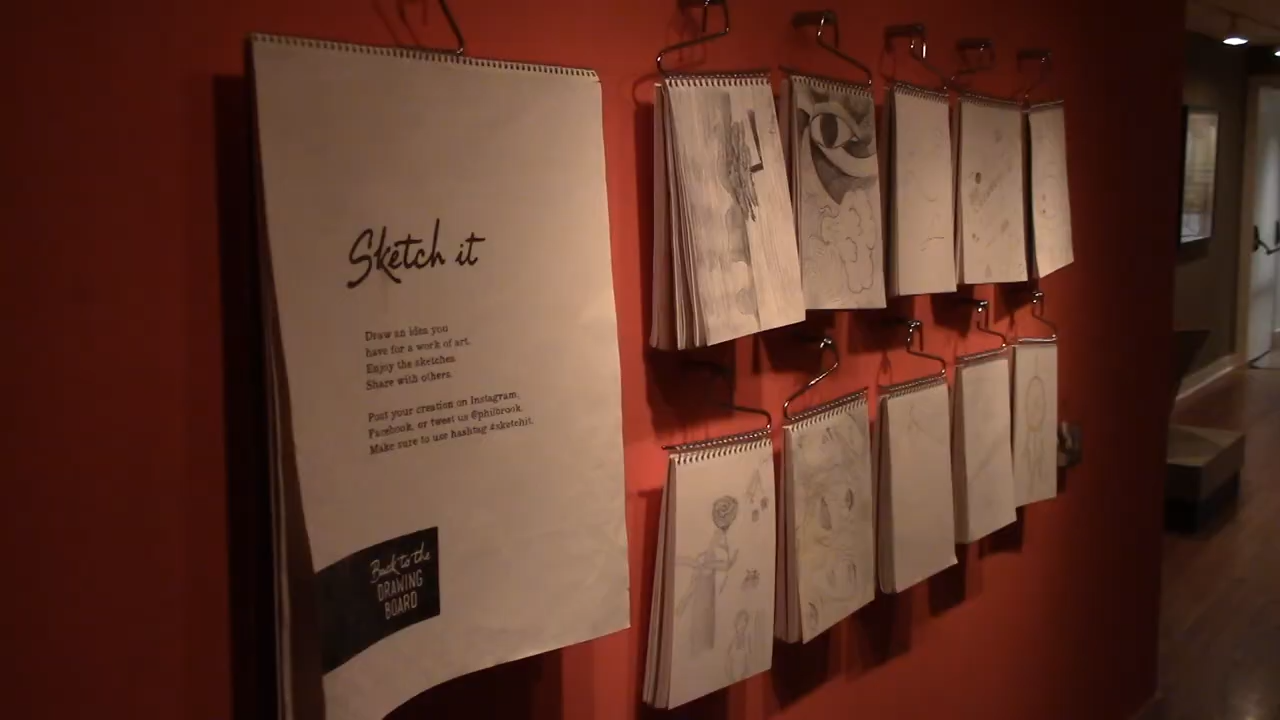 Sketch it
Draw an idea you
have for a work of art.
Enjoy the sketches.
Share with others.
Post your creation on Instagram,
Facebook, or tweet us @philbrook.
Make sure to use hashtag #sketchit.
Back to the
DRAWING
BOARD